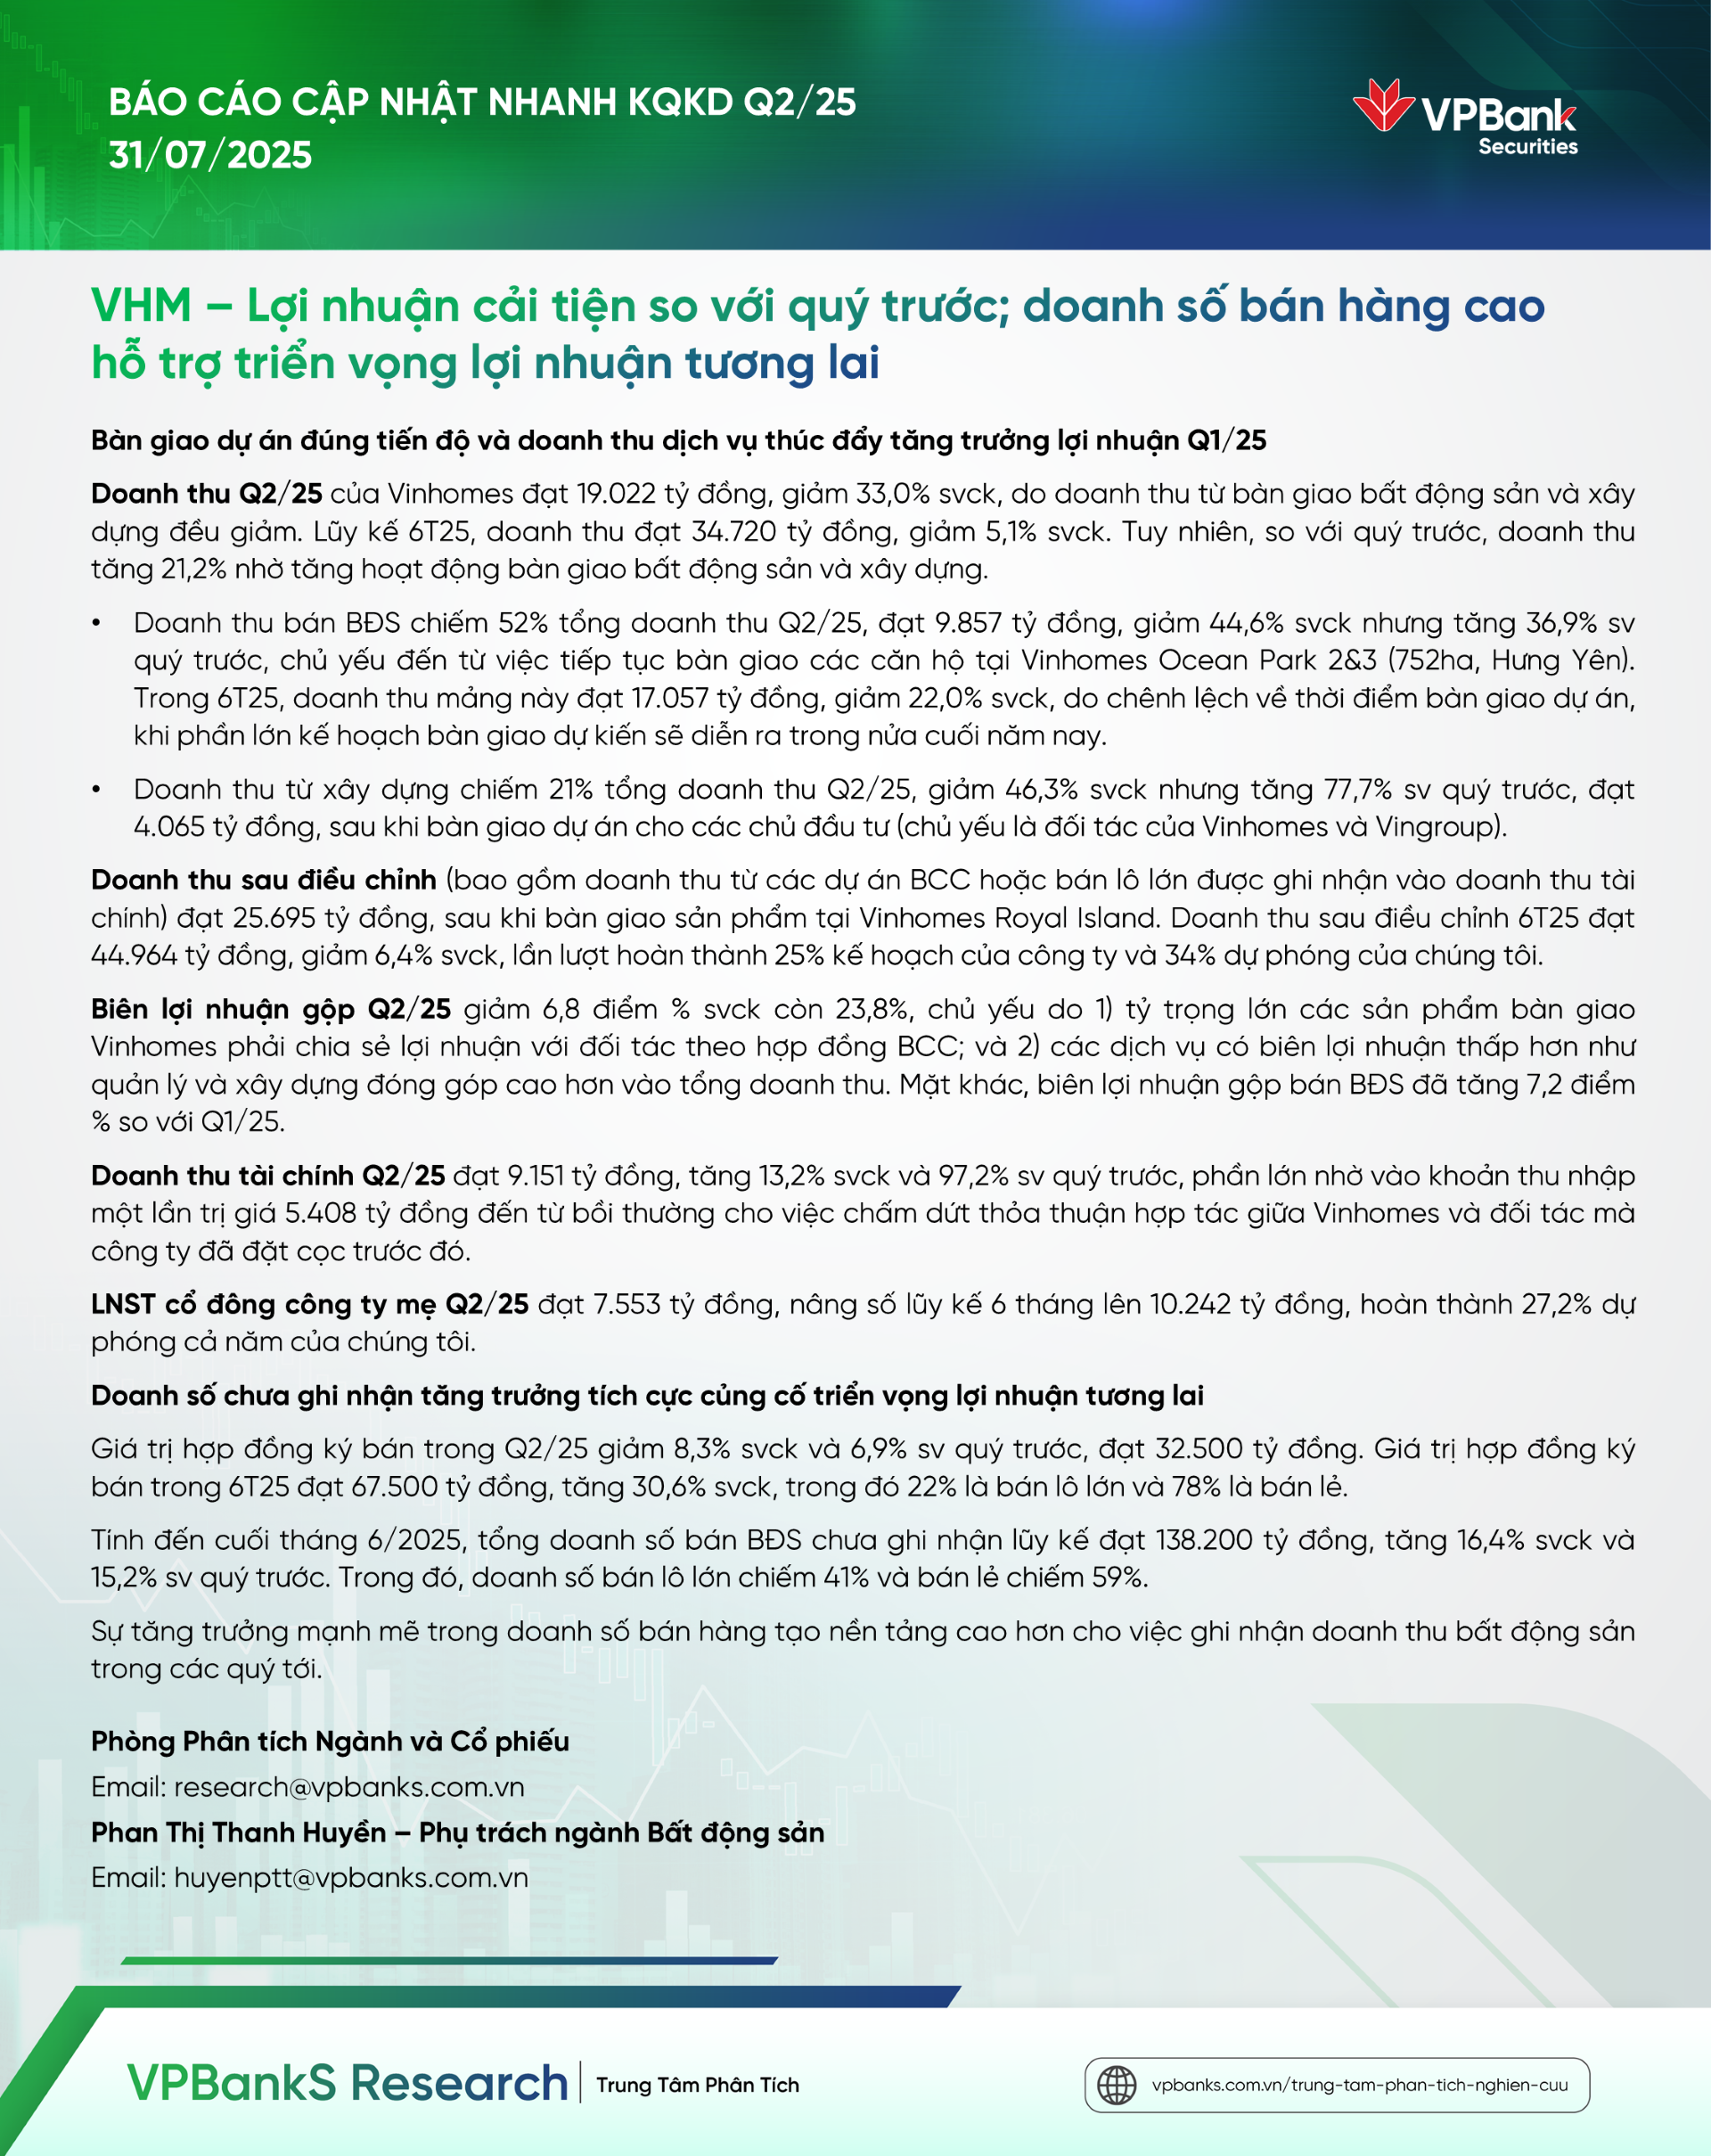 BÁO CÁO CẬP NHẬT NHANH KQKD Q2/25
31/07/2025
VPBank
Securities
VHM – Lợi nhuận cải tiện so với quý trước; doanh số bán hàng cao
hỗ trợ triển vọng lợi nhuận tương lai
Bàn giao dự án đúng tiến độ và doanh thu dịch vụ thúc đẩy tăng trưởng lợi nhuận Q1/25
Doanh thu Q2/25 của Vinhomes đạt 19.022 tỷ đồng, giảm 33,0% svck, do doanh thu từ bàn giao bất động sản và xây
dựng đều giảm. Lũy kế 6T25, doanh thu đạt 34.720 tỷ đồng, giảm 5,1% svck. Tuy nhiên, so với quý trước, doanh thu
tăng 21,2% nhờ tăng hoạt động bàn giao bất động sản và xây dựng.
• Doanh thu bán BĐS chiếm 52% tổng doanh thu Q2/25, đạt 9.857 tỷ đồng, giảm 44,6% svck nhưng tăng 36,9% sv
quý trước, chủ yếu đến từ việc tiếp tục bàn giao các căn hộ tại Vinhomes Ocean Park 2&3 (752ha, Hưng Yên).
Trong 6T25, doanh thu mảng này đạt 17.057 tỷ đồng, giảm 22,0% svck, do chênh lệch về thời điểm bàn giao dự án,
khi phần lớn kế hoạch bàn giao dự kiến sẽ diễn ra trong nửa cuối năm nay.
• Doanh thu từ xây dựng chiếm 21% tổng doanh thu Q2/25, giảm 46,3% svck nhưng tăng 77,7% sv quý trước, đạt
4.065 tỷ đồng, sau khi bàn giao dự án cho các chủ đầu tư (chủ yếu là đối tác của Vinhomes và Vingroup).
Doanh thu sau điều chỉnh (bao gồm doanh thu từ các dự án BCC hoặc bán lô lớn được ghi nhận vào doanh thu tài
chính) đạt 25.695 tỷ đồng, sau khi bàn giao sản phẩm tại Vinhomes Royal Island. Doanh thu sau điều chỉnh 6T25 đạt
44.964 tỷ đồng, giảm 6,4% svck, lần lượt hoàn thành 25% kế hoạch của công ty và 34% dự phóng của chúng tôi.
Biên lợi nhuận gộp Q2/25 giảm 6,8 điểm % svck còn 23,8%, chủ yếu do 1) tỷ trọng lớn các sản phẩm bàn giao
Vinhomes phải chia sẻ lợi nhuận với đối tác theo hợp đồng BCC; và 2) các dịch vụ có biên lợi nhuận thấp hơn như
quản lý và xây dựng đóng góp cao hơn vào tổng doanh thu. Mặt khác, biên lợi nhuận gộp bán BĐS đã tăng 7,2 điểm
% so với Q1/25.
Doanh thu tài chính Q2/25 đạt 9.151 tỷ đồng, tăng 13,2% svck và 97,2% sv quý trước, phần lớn nhờ vào khoản thu nhập
một lần trị giá 5.408 tỷ đồng đến từ bồi thường cho việc chấm dứt thỏa thuận hợp tác giữa Vinhomes và đối tác mà
công ty đã đặt cọc trước đó.
LNST cổ đông công ty mẹ Q2/25 đạt 7.553 tỷ đồng, nâng số lũy kế 6 tháng lên 10.242 tỷ đồng, hoàn thành 27,2% dự
phóng cả năm của chúng tôi.
Doanh số chưa ghi nhận tăng trưởng tích cực củng cố triển vọng lợi nhuận tương lai
Giá trị hợp đồng ký bán trong Q2/25 giảm 8,3% svck và 6,9% sv quý trước, đạt 32.500 tỷ đồng. Giá trị hợp đồng ký
bán trong 6T25 đạt 67.500 tỷ đồng, tăng 30,6% svck, trong đó 22% là bán lô lớn và 78% là bán lẻ.
Tính đến cuối tháng 6/2025, tổng doanh số bán BĐS chưa ghi nhận lũy kế đạt 138.200 tỷ đồng, tăng 16,4% svck và
15,2% sv quý trước. Trong đó, doanh số bán lô lớn chiếm 41% và bán lẻ chiếm 59%.
Sự tăng trưởng mạnh mẽ trong doanh số bán hàng tạo nền tảng cao hơn cho việc ghi nhận doanh thu bất động sản
trong các quý tới.
Phòng Phân tích Ngành và Cổ phiếu
Email: research@vpbanks.com.vn
Phan Thị Thanh Huyền – Phụ trách ngành Bất động sản
Email: huyenptt@vpbanks.com.vn
VPBankS Research | Trung Tâm Phân Tích
vpbanks.com.vn/trung-tam-phan-tich-nghien-cuu